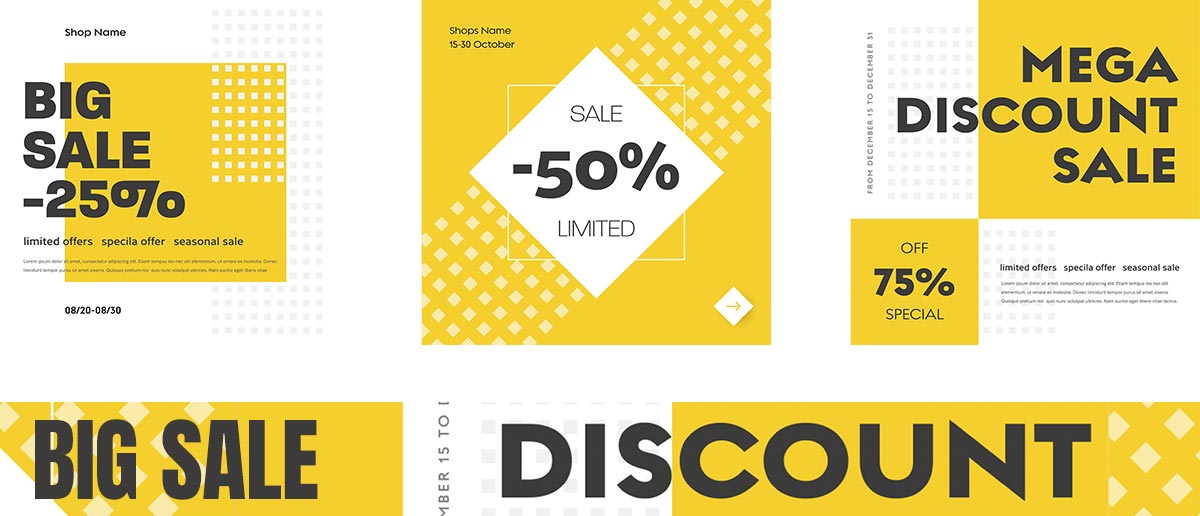 Shop Name
BIG
SALE
-25%
limited offers specila offer seasonal sale
Lorem ipsum dolor sit amet, consectetur adipiscing elit. Etiam tempor leo nec elit elementum, ut ornare ex molestie. Donec
tincidunt tempor purus sit amet viverra. Quisque pretium nisi quis nunc volutpat ultricies. Nam auctor eget vitae
08/20-08/30
Shops Name
15-30 October
SALE
-50%
LIMITED
FROM DECEMBER 15 TO DECEMBER 31
MEGA
DISCOUNT
SALE
OFF
75%
SPECIAL
limited offers specila offer seasonal sale
Lorem ipsum dolor sit amet, consectetur adipiscing elit. Etiam tempor leo nec elit
elementum, ut ornare ex molestie. Donec tincidunt tempor purus sit amet viverra.
Quisque pretium nisi quis nunc volutpat ultricies. Nam auctor vitae lacinia.
BIG SALE
MBER 15 TO
DISCOUNT